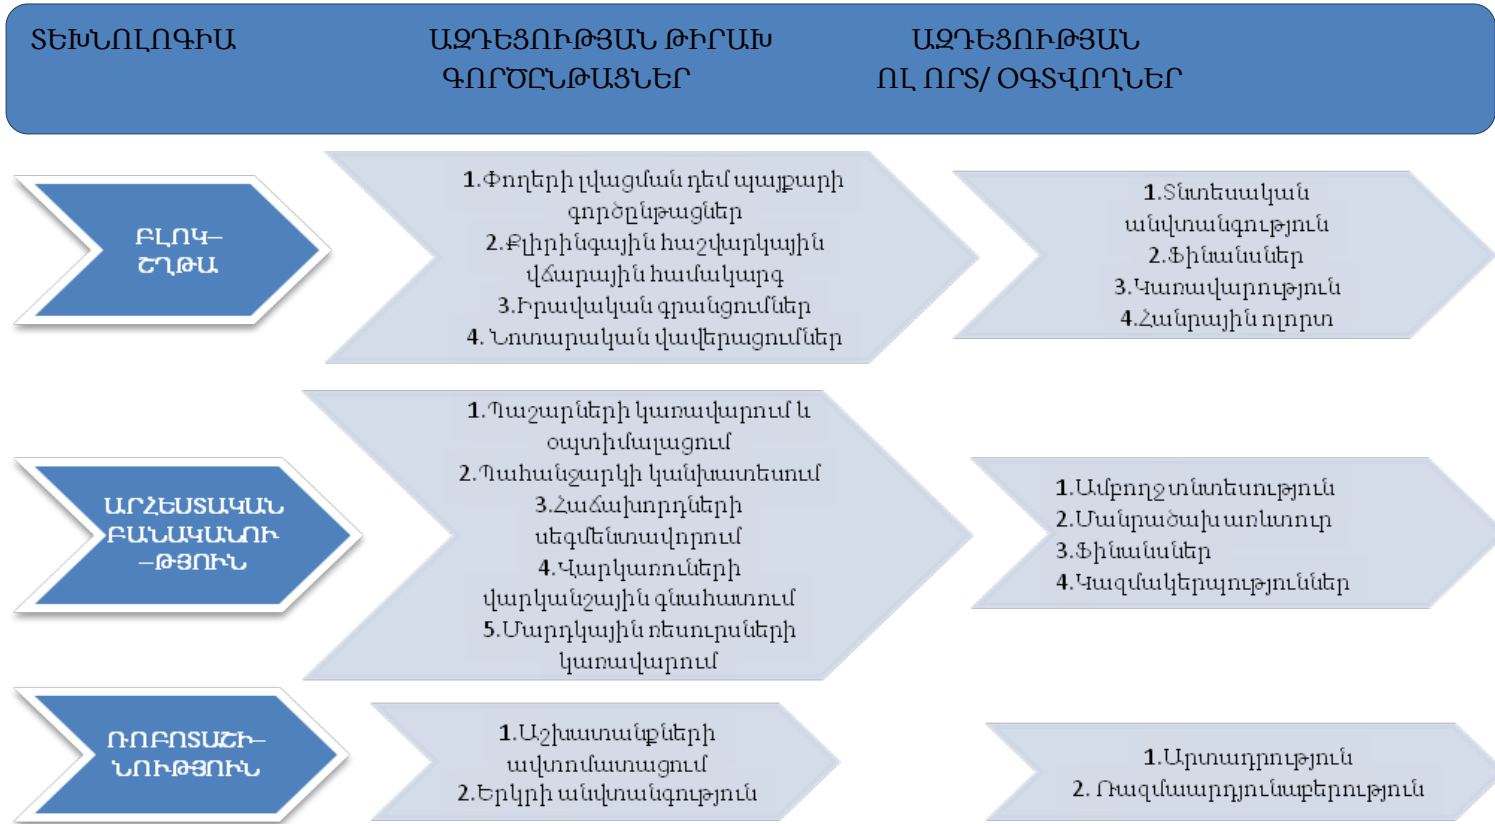 ՏԵԽՆՈԼՈԳԻԱ
ԱԶԴԵՑՈՒԹՅԱՆ ԹԻՐԱԽ
ԳՈՐԾԸՆԹԱՑՆԵՐ
ԱԶԴԵՑՈՒԹՅԱՆ
ՈԼ ՈՐՏ/ ՕԳՏՎՈՂՆԵՐ
ԲԼՈԿ–
ՇՂԹԱ
1.Փողերի լվացման դեմ պայքարի
գործընթացներ
2.Քլիրինգային հաշվարկային
վճարային համակարգ
3.Իրավական գրանցումներ
4. Նոտարական վավերացումներ
1.Տնտեսական
անվտանգություն
2.Ֆինանսներ
3.Կառավարություն
4.Հանրային ոլորտ
ԱՐՀԵՍՏԱԿԱՆ
ԲԱՆԱԿԱՆՈՒ
–ԹՅՈՒՆ
1.Պաշարների կառավարում և
օպտիմալացում
2.Պահանջարկի կանխատեսում
3.Հաճախորդների
սեգմենտավորում
4.Վարկառուների
վարկանշային գնահատում
5.Մարդկային ռեսուրսների
կառավարում
1.Ամբողջ տնտեսություն
2.Մանրածախ առևտուր
3.Ֆինանսներ
4.Կազմակերպություններ
ՌՈԲՈՏԱՇԻ–
ՆՈՒԹՅՈՒՆ
1.Աշխատանքների
ավտոմատացում
2.Երկրի անվտանգություն
1.Արտադրություն
2. Ռազմաարդյունաբերություն